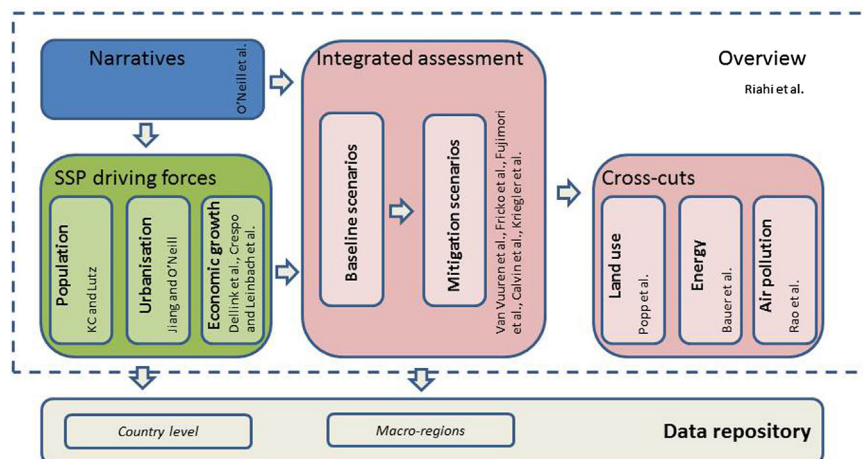 Narratives
O'Neill et al.
Integrated assessment
Overview
Riahi et al.
SSP driving forces
Population
KC and Lutz
Urbanisation
Jiang and O'Neill
Economic growth
Dellink et al., Crespo
and Leinbach et al.
Baseline scenarios
Mitigation scenarios
Van Vuuren et al., Fricko et al., Fujimori
et al., Calvin et al., Kriegler et al.
Cross-cuts
Land use
Popp et al.
Energy
Bauer et al.
Air pollution
Rao et al.
Country level
Macro-regions
Data repository